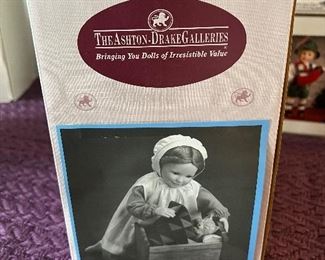 The Ashton-Drake Galleries
Bringing You Dolls of Irresistible Value